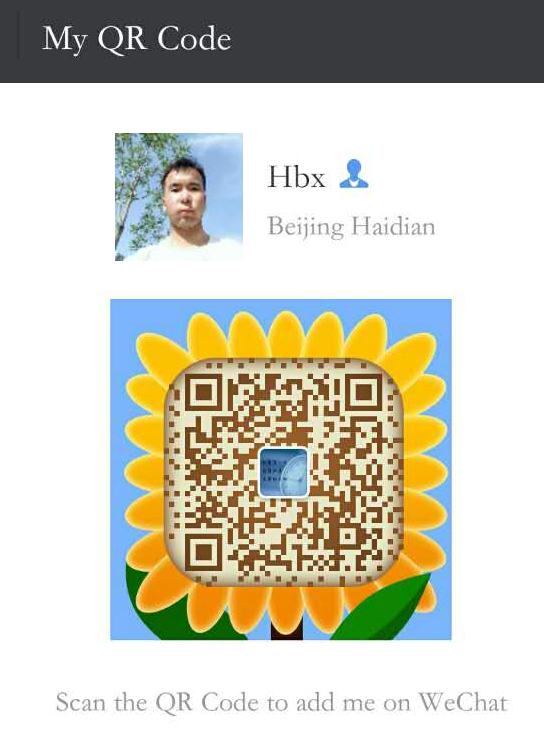 My QR Code
Hbx
Beijing Haidian
Scan the QR Code to add me on WeChat